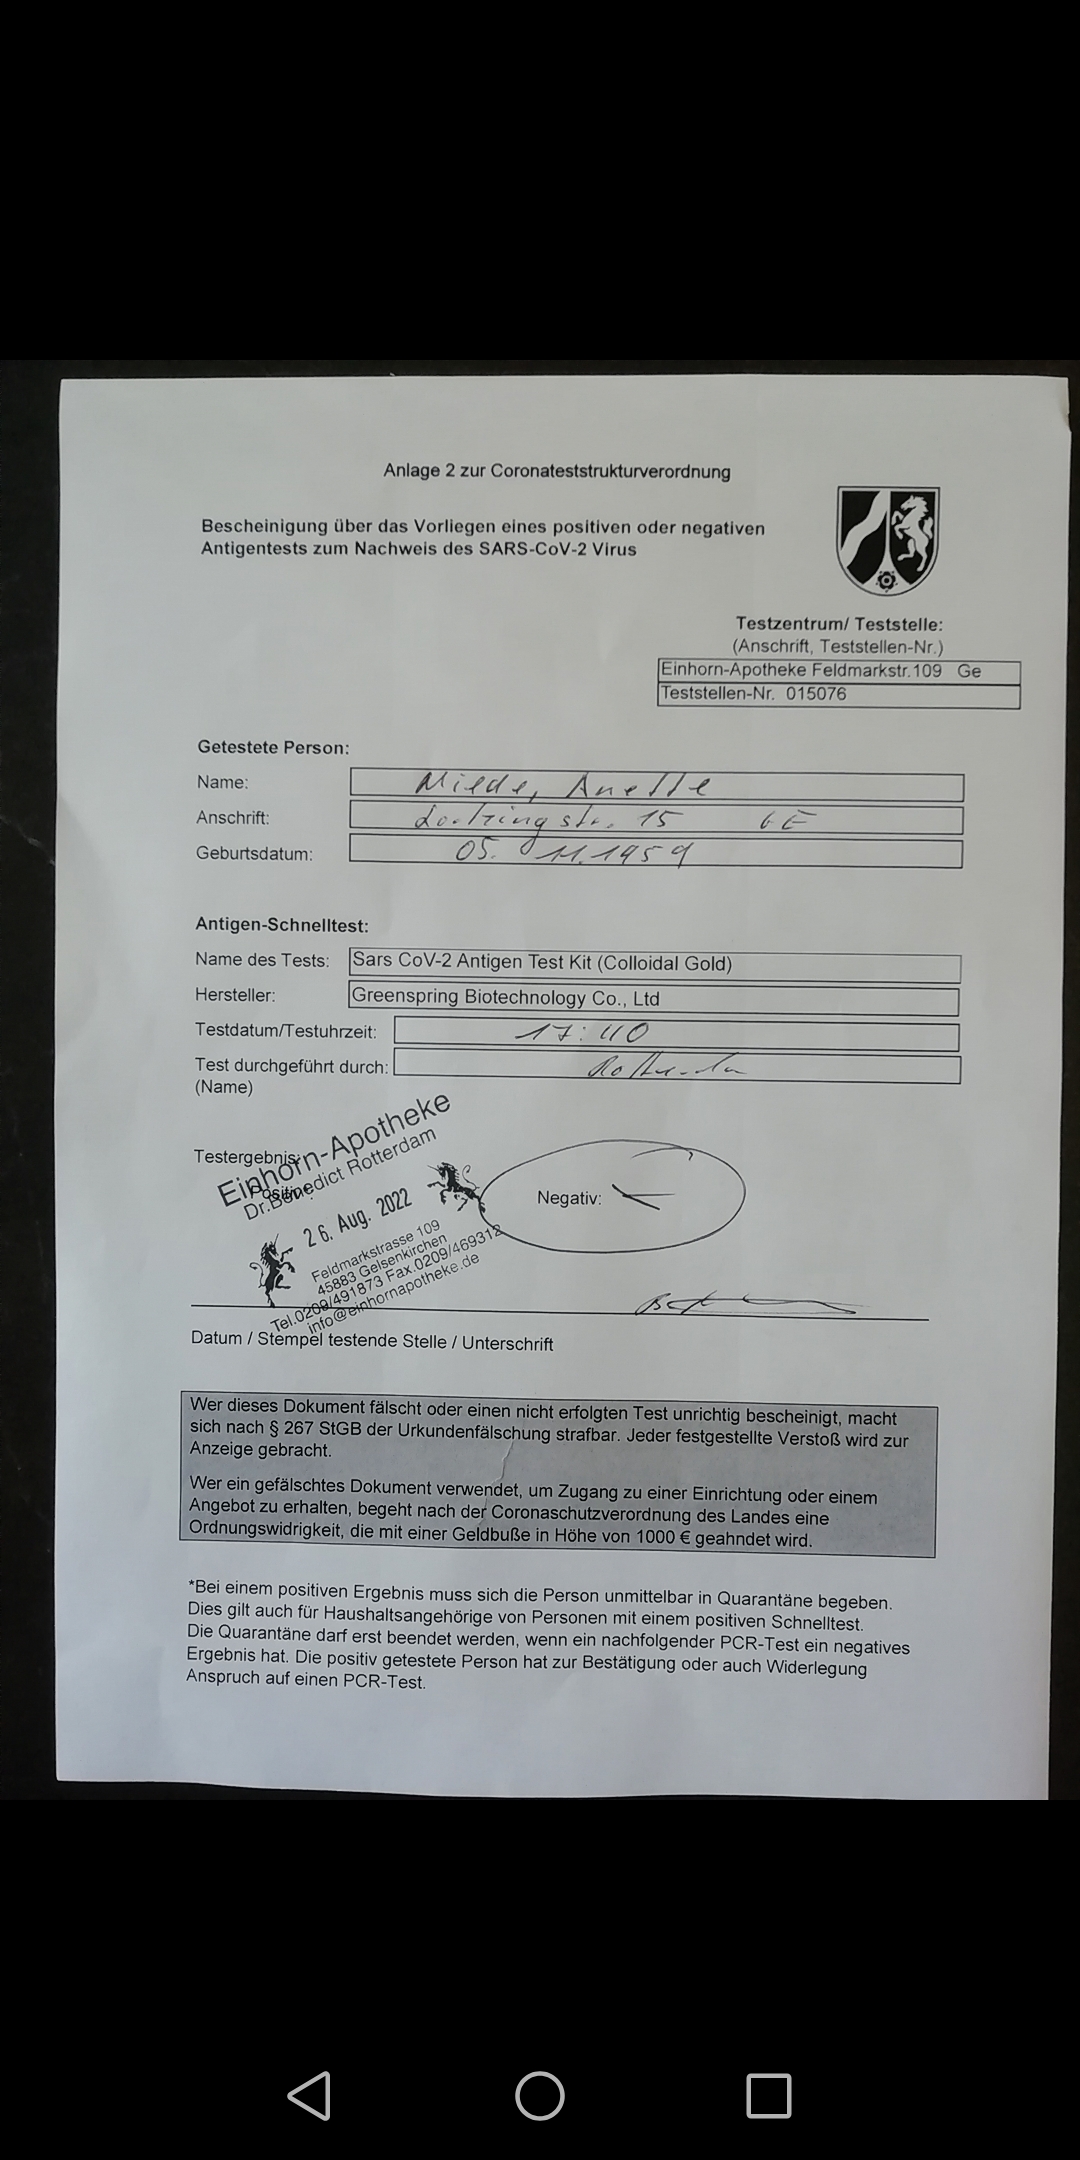 Anlage 2 zur Coronateststrukturverordnung
Bescheinigung über das Vorliegen eines positiven oder negativen
Antigentests zum Nachweis des SARS-CoV-2 Virus
Testzentrum/ Teststelle:
(Anschrift, Teststellen-Nr.)
Einhorn-Apotheke Feldmarkstr.109 Ge
Teststellen-Nr. 015076
Getestete Person:
Name: Miede, Anette
Anschrift: Lothringstr. 15 GE
Geburtsdatum: 05. 11.1959
Antigen-Schnelltest:
Name des Tests: Sars CoV-2 Antigen Test Kit (Colloidal Gold)
Hersteller: Greenspring Biotechnology Co., Ltd
Testdatum/Testuhrzeit: 17:40
Test durchgeführt durch:
(Name)
Testergebnis:
Positiv:
Negativ:
Einhorn-Apotheke
Dr.Benedict Rotterdam
26. Aug. 2022
Feldmarkstrasse 109
45883 Gelsenkirchen
Tel.0209/491873 Fax.0209/469312
info@einhornapotheke.de
Datum / Stempel testende Stelle / Unterschrift
Wer dieses Dokument fälscht oder einen nicht erfolgten Test unrichtig bescheinigt, macht
sich nach § 267 StGB der Urkundenfälschung strafbar. Jeder festgestellte Verstoß wird zur
Anzeige gebracht.
Wer ein gefälschtes Dokument verwendet, um Zugang zu einer Einrichtung oder einem
Angebot zu erhalten, begeht nach der Coronaschutzverordnung des Landes eine
Ordnungswidrigkeit, die mit einer Geldbuße in Höhe von 1000 € geahndet wird.
*Bei einem positiven Ergebnis muss sich die Person unmittelbar in Quarantäne begeben.
Dies gilt auch für Haushaltsangehörige von Personen mit einem positiven Schnelltest.
Die Quarantäne darf erst beendet werden, wenn ein nachfolgender PCR-Test ein negatives
Ergebnis hat. Die positiv getestete Person hat zur Bestätigung oder auch Widerlegung
Anspruch auf einen PCR-Test.